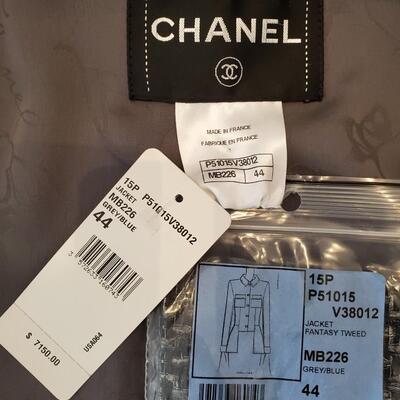 CHANEL
MADE IN FRANCE
FABRIQUE EN FRANCE
P51015V38012
MB226 44
15P P51015V38012
JACKET
MB226
GREY/BLUE
44
$ 7150.00
USA064
15P
P51015
V38012
JACKET
FANTASY TWEED
MB226
GREY/BLUE
44